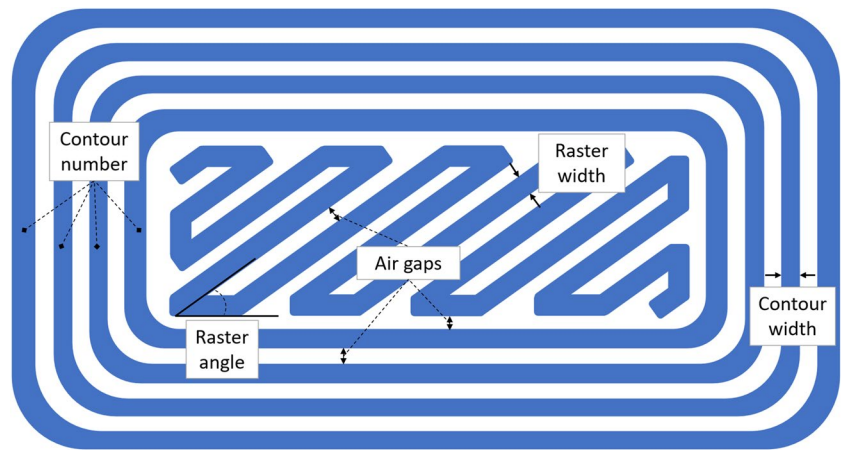 Contour
number
Raster
width
Air gaps
Contour
width
Raster
angle